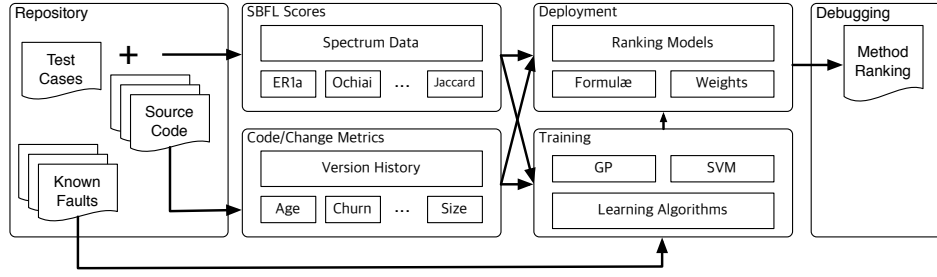 Repository
Test
Cases
+
Source
Code
Known
Faults
SBFL Scores
Spectrum Data
ER1a
Ochiai
...
Jaccard
Code/Change Metrics
Version History
Age
Churn
...
Size
Deployment
Ranking Models
Formulæ
Weights
Training
GP
SVM
Learning Algorithms
Debugging
Method
Ranking